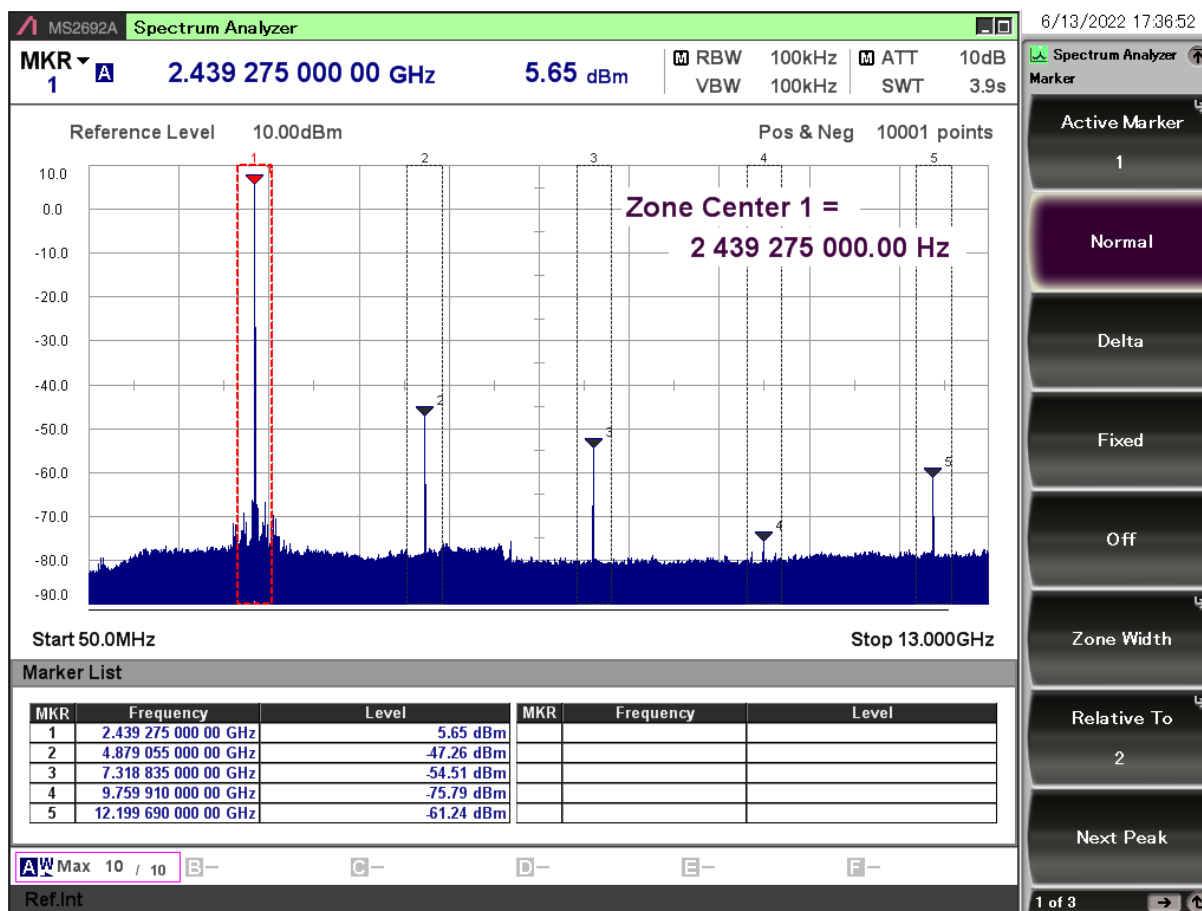 MS2692A Spectrum Analyzer
6/13/2022 17:36:52
MKR A 2.439 275 000 00 GHz 5.65 dBm
1
M RBW 100kHz M ATT 10dB
VBW 100kHz SWT 3.9s
Reference Level 10.00dBm Pos & Neg 10001 points
1 2 3 4 5
10.0
0.0
-10.0
-20.0
-30.0
-40.0
-50.0
-60.0
-70.0
-80.0
-90.0
Zone Center 1 =
2 439 275 000.00 Hz
2
3
4
5
Start 50.0MHz Stop 13.000GHz
Marker List
MKR Frequency Level MKR Frequency Level
1 2.439 275 000 00 GHz 5.65 dBm
2 4.879 055 000 00 GHz -47.26 dBm
3 7.318 835 000 00 GHz -54.51 dBm
4 9.759 910 000 00 GHz -75.79 dBm
5 12.199 690 000 00 GHz -61.24 dBm
A W Max 10 / 10 B- C- D- E- F-
Ref.Int
Spectrum Analyzer
Marker
Active Marker
1
Normal
Delta
Fixed
Off
Zone Width
Relative To
2
Next Peak
1 of 3